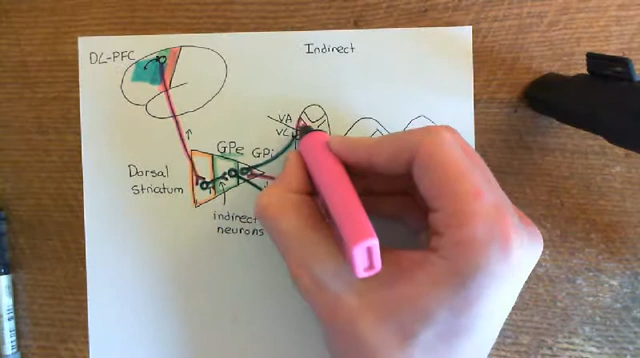 Indirect
DL-PFC
VA
VL
GPe
GPi
Dorsal
striatum
indirect
neurons